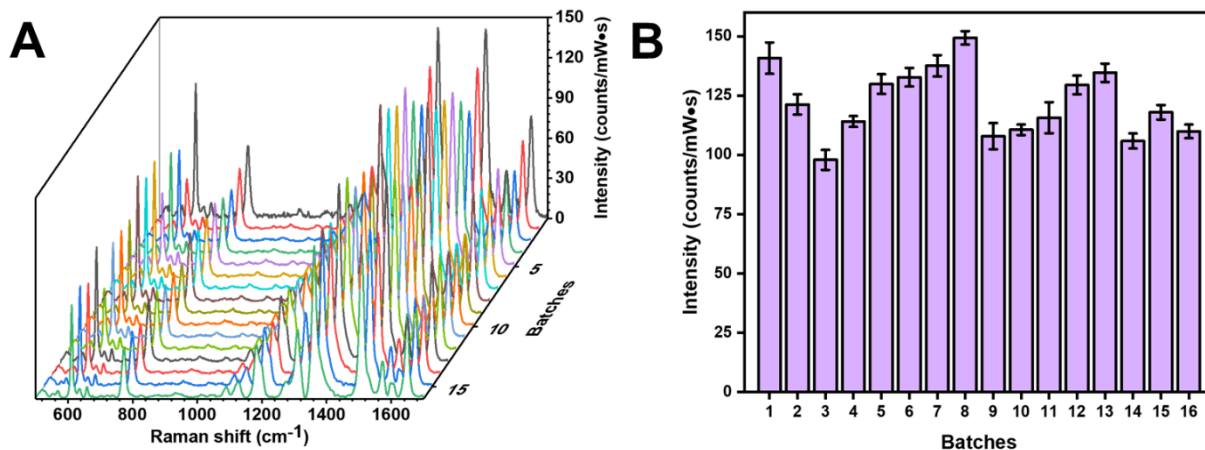 A
150
120
90
60
30
0
Intensity (counts/mW•s)
5
10
15
Batches
600 800 1000 1200 1400 1600
Raman shift (cm⁻¹)
B
150
125
100
75
50
25
0
Intensity (counts/mW•s)
1 2 3 4 5 6 7 8 9 10 11 12 13 14 15 16
Batches